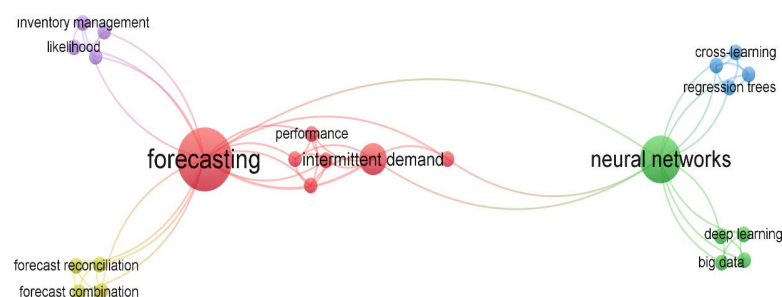 inventory management
likelihood
cross-learning
regression trees
performance
forecasting
intermittent demand
neural networks
deep learning
big data
forecast reconciliation
forecast combination